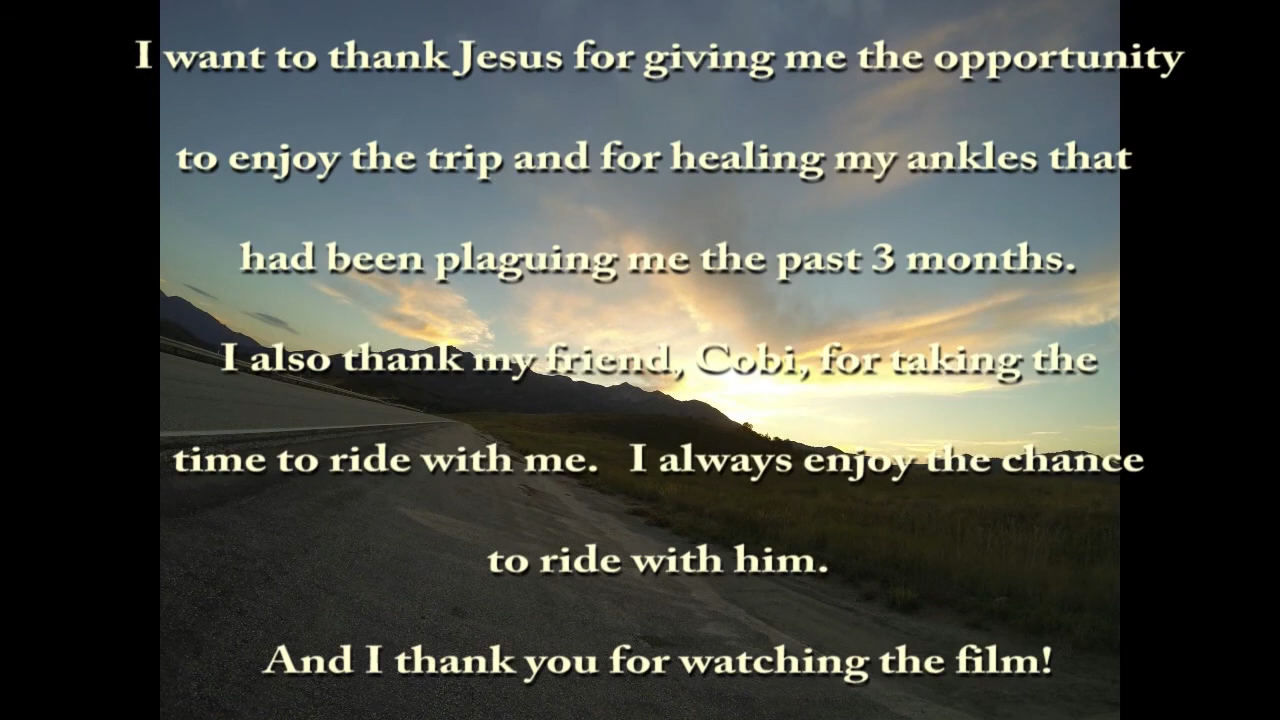 I want to thank Jesus for giving me the opportunity
to enjoy the trip and for healing my ankles that
had been plaguing me the past 3 months.
I also thank my friend, Cobi, for taking the
time to ride with me. I always enjoy the chance
to ride with him.
And I thank you for watching the film!